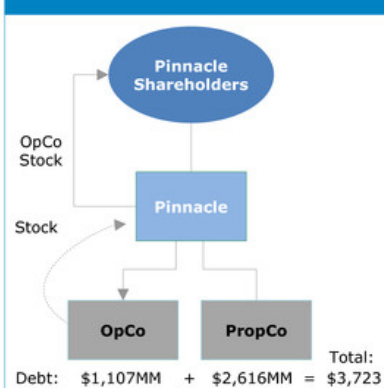 Pinnacle
Shareholders
OpCo
Stock
Pinnacle
Stock
OpCo
PropCo
Total:
Debt: $1,107MM + $2,616MM = $3,723